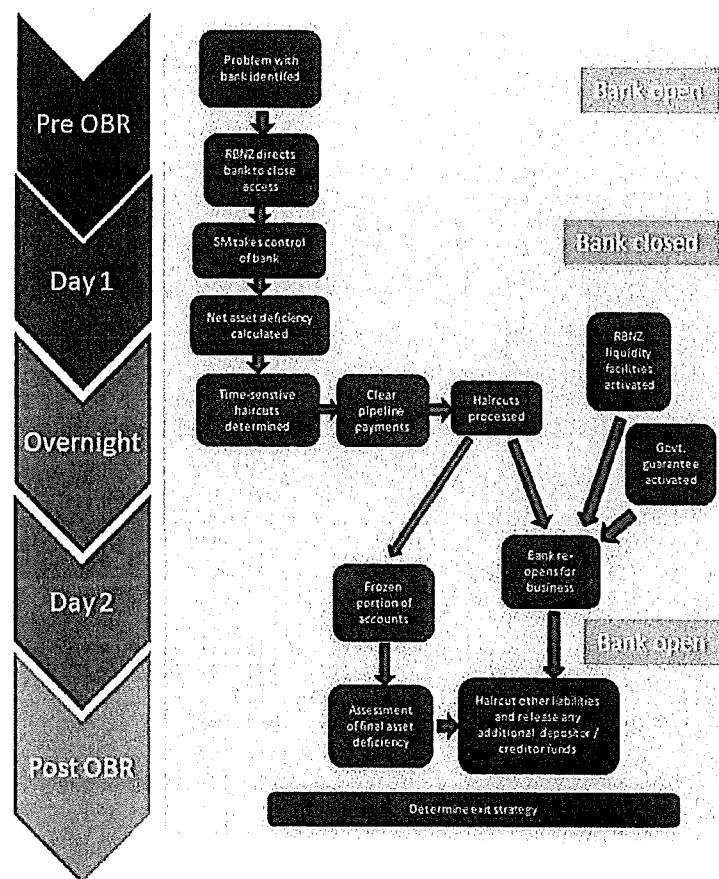 Pre OBR
Day 1
Overnight
Day 2
Post OBR
Problem with
bank identifed
RBNZ directs
bank to close
access
SM takes control
of bank
Net asset deficiency
calculated
Time-senstive
haircuts
determined
Clear
pipeline
payments
Haircuts
processed
RBNZ
liquidity
facilities
activated
Govt.
guarantee
activated
Bank re-
opens for
business
Frozen
portion of
accounts
Assessment
of final asset
deficiency
Haircut other liabilities
and release any
additional depositor /
creditor funds
Determine exit strategy
Bank open
Bank closed
Bank open